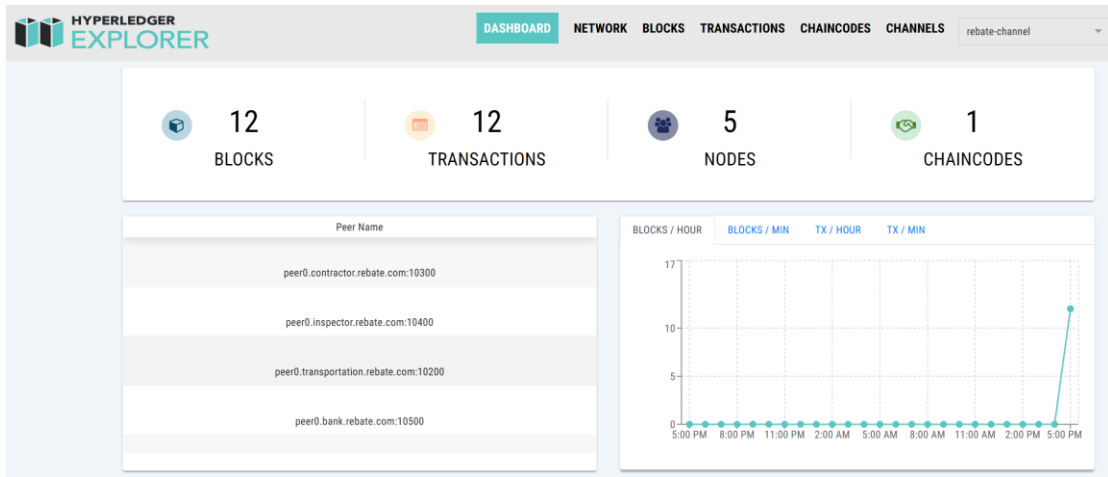 HYPERLEDGER
EXPLORER
DASHBOARD NETWORK BLOCKS TRANSACTIONS CHAINCODES CHANNELS rebate-channel
12 12 5 1
BLOCKS TRANSACTIONS NODES CHAINCODES
Peer Name
peer0.contractor.rebate.com:10300
peer0.inspector.rebate.com:10400
peer0.transportation.rebate.com:10200
peer0.bank.rebate.com:10500
BLOCKS / HOUR BLOCKS / MIN TX / HOUR TX / MIN
17
10
5
0
5:00 PM 8:00 PM 11:00 PM 2:00 AM 5:00 AM 8:00 AM 11:00 AM 2:00 PM 5:00 PM